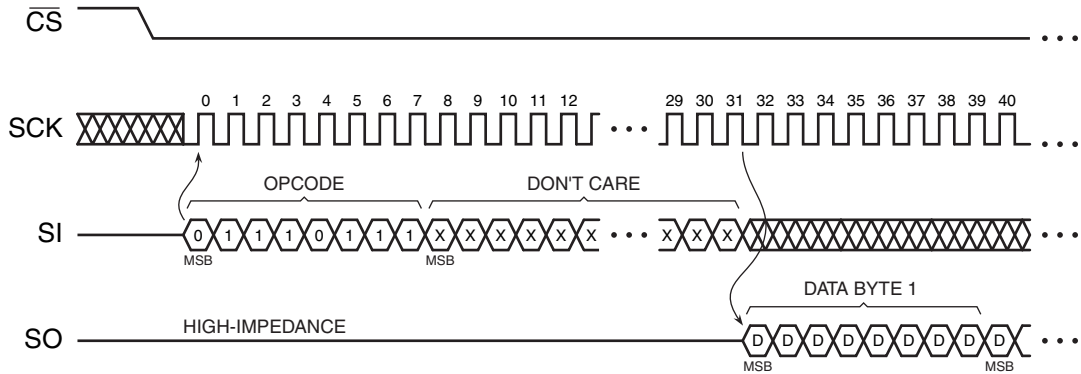 CS
0 1 2 3 4 5 6 7 8 9 10 11 12 29 30 31 32 33 34 35 36 37 38 39 40
SCK
OPCODE DON'T CARE
SI 0 1 1 1 0 1 1 1 X X X X X X X X X
MSB MSB
DATA BYTE 1
HIGH-IMPEDANCE
SO D D D D D D D D D
MSB MSB